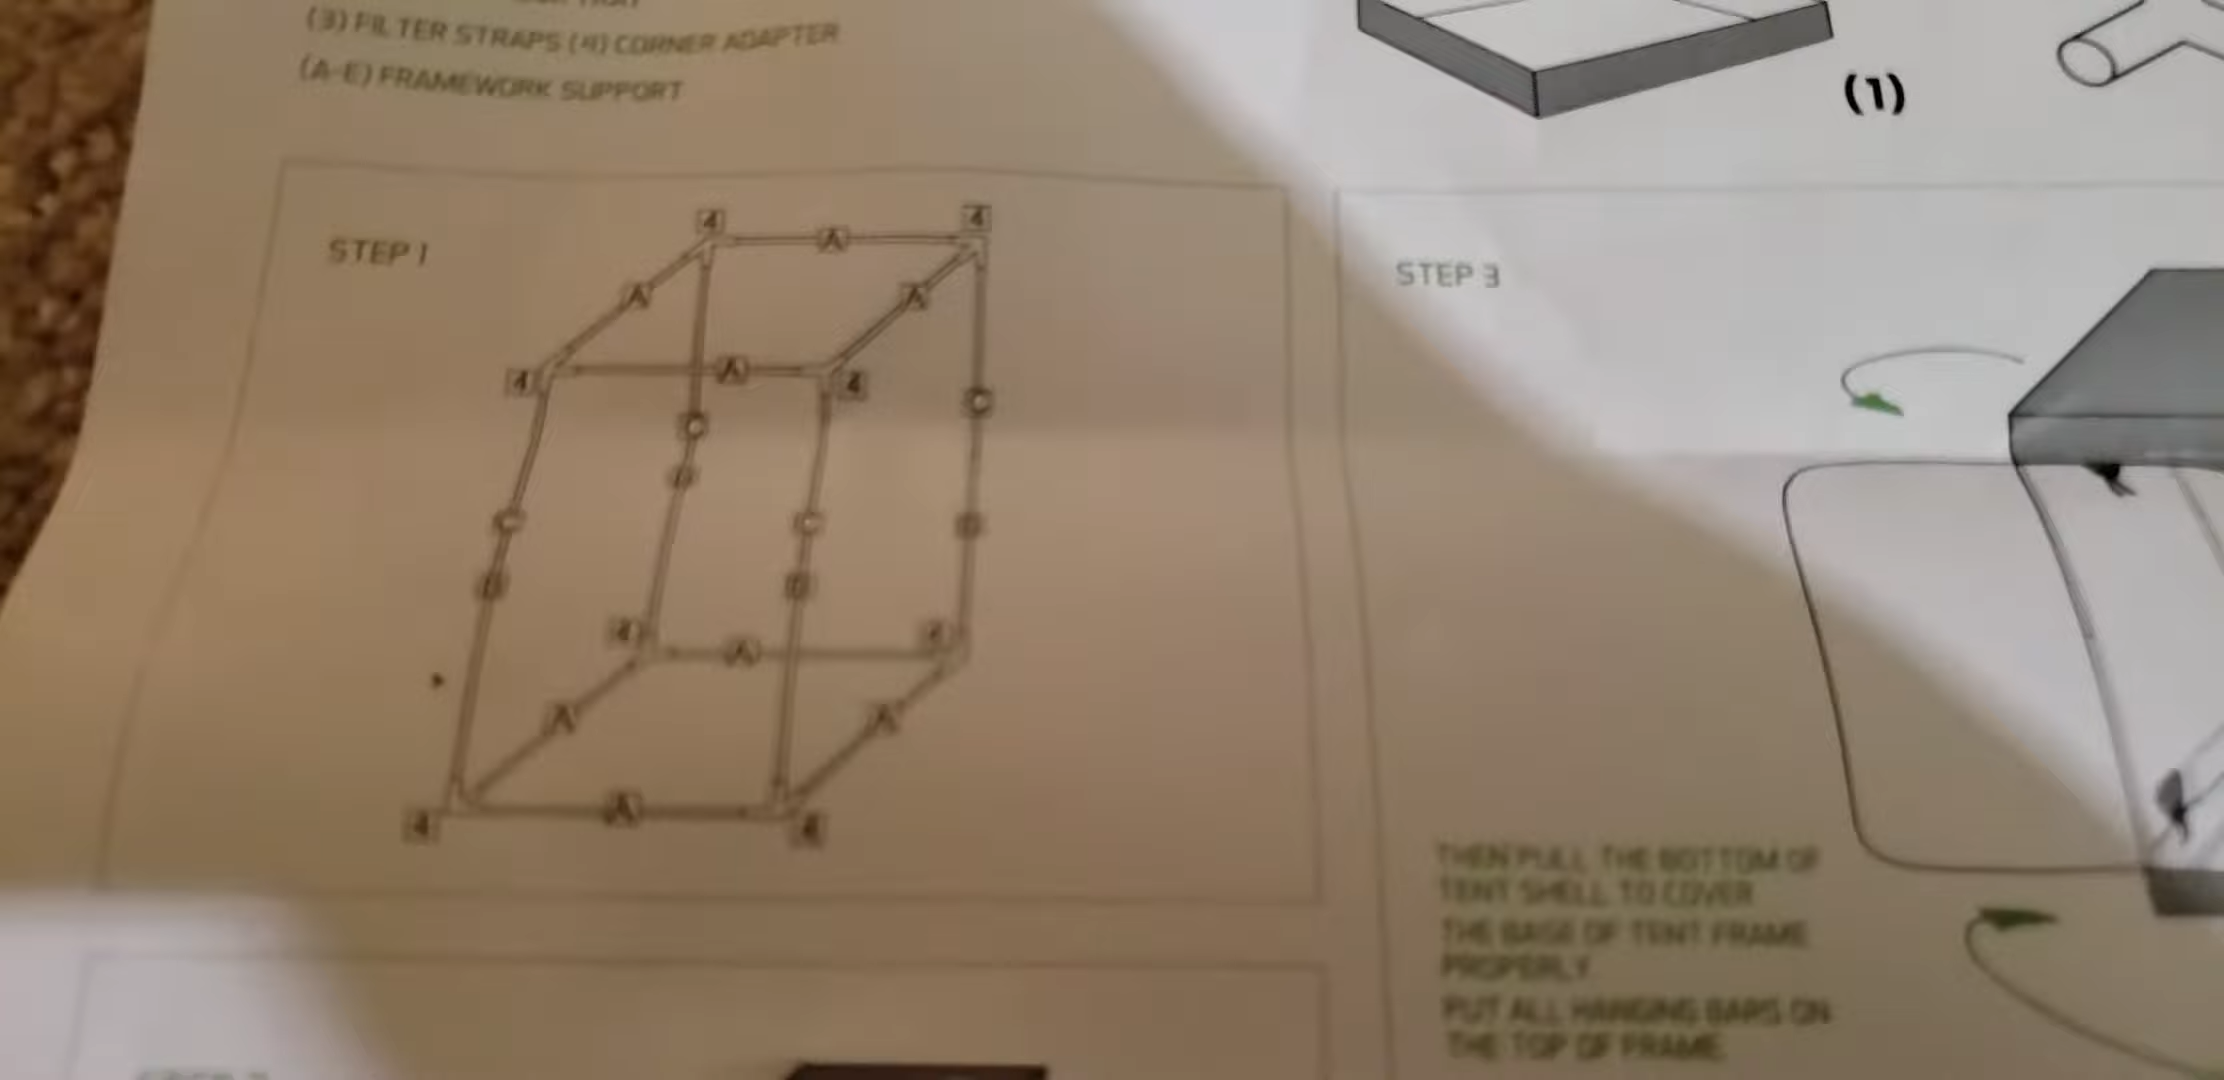 (3) FILTER STRAPS (4) CORNER ADAPTER
(A-E) FRAMEWORK SUPPORT
(1)
STEP 1
4
4
A
A
A
A
4
4
C
C
C
C
D
D
D
D
4
4
A
A
A
A
4
4
STEP 3
THEN PULL THE BOTTOM OF
TENT SHELL TO COVER
THE BASE OF TENT FRAME
PROPERLY
PUT ALL HANGING BARS ON
THE TOP OF FRAME